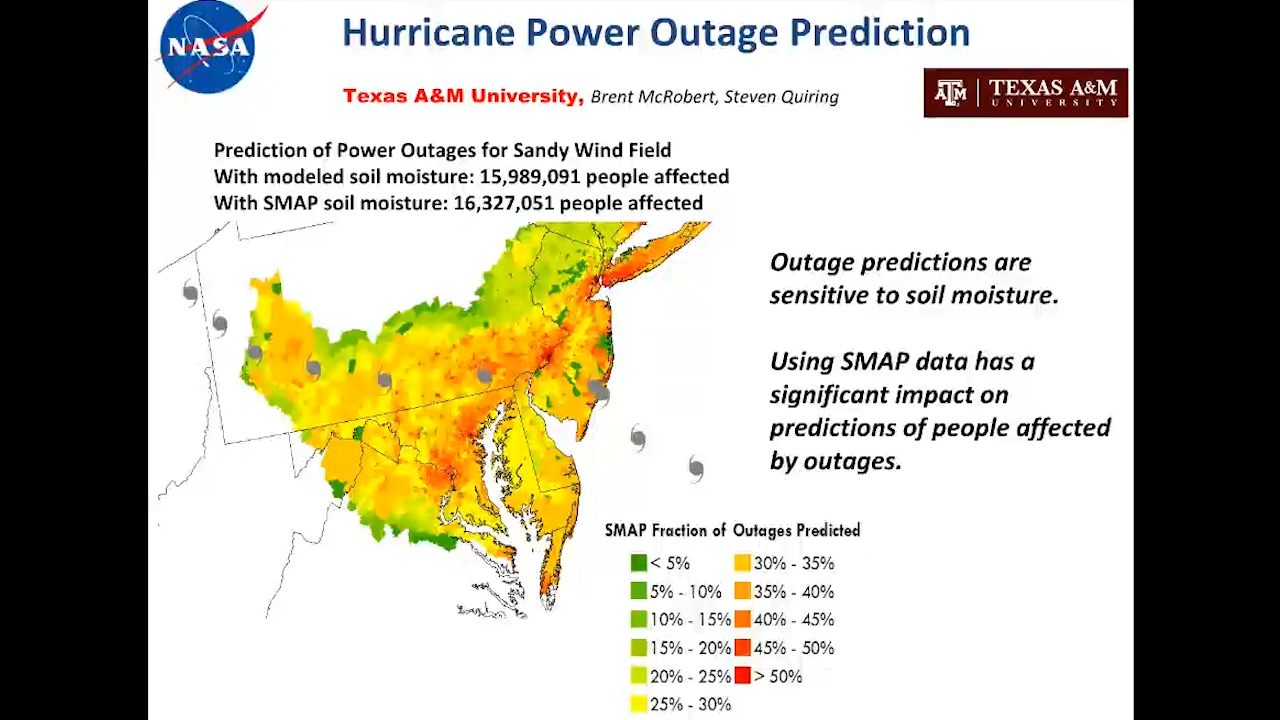 NASA
Hurricane Power Outage Prediction
Texas A&M University, Brent McRobert, Steven Quiring
ATM | TEXAS A&M
UNIVERSITY
Prediction of Power Outages for Sandy Wind Field
With modeled soil moisture: 15,989,091 people affected
With SMAP soil moisture: 16,327,051 people affected
Outage predictions are
sensitive to soil moisture.
Using SMAP data has a
significant impact on
predictions of people affected
by outages.
SMAP Fraction of Outages Predicted
< 5%
5% - 10%
10% - 15%
15% - 20%
20% - 25%
25% - 30%
30% - 35%
35% - 40%
40% - 45%
45% - 50%
> 50%